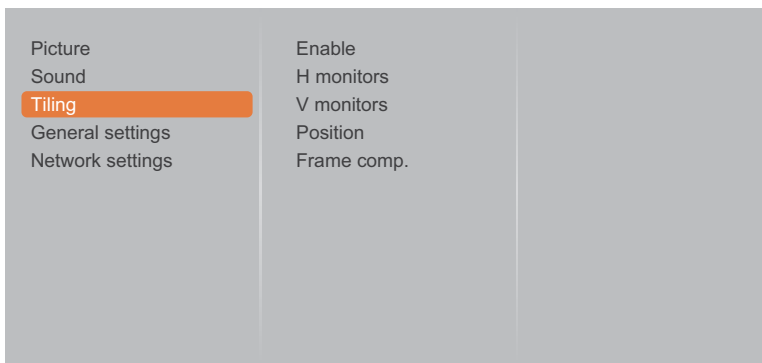 Picture
Sound
Tiling
General settings
Network settings
Enable
H monitors
V monitors
Position
Frame comp.